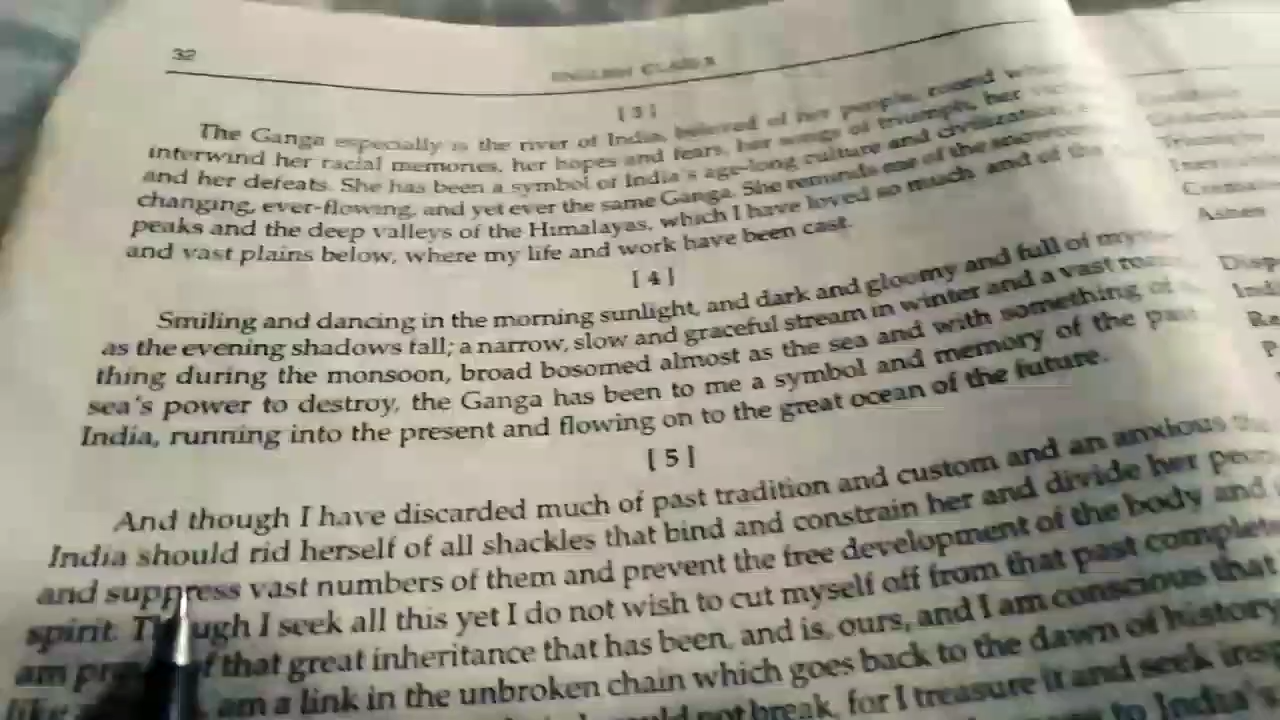 32
ENGLISH CLASS X
[ 3 ]
The Ganga especially is the river of India, beloved of her people, round
interwind her racial memories, her hopes and fears, her songs of triumphs, her
and her defeats. She has been a symbol of India's age-long culture and civilization,
changing, ever-flowing, and yet ever the same Ganga. She reminds me of the
peaks and the deep valleys of the Himalayas, which I have loved so much and of the
and vast plains below, where my life and work have been cast.
[ 4 ]
Smiling and dancing in the morning sunlight, and dark and gloomy and full of
as the evening shadows fall; a narrow, slow and graceful stream in winter and a vast
thing during the monsoon, broad bosomed almost as the sea and with something of
sea's power to destroy, the Ganga has been to me a symbol and memory of the past
India, running into the present and flowing on to the great ocean of the future.
[ 5 ]
And though I have discarded much of past tradition and custom and an anxious
India should rid herself of all shackles that bind and constrain her and divide her
and suppress vast numbers of them and prevent the free development of the body and
spirit. Though I seek all this yet I do not wish to cut myself off from that past
am of that great inheritance that has been, and is, ours, and I am conscious that
like am a link in the unbroken chain which goes back to the dawn of history
not break, for I treasure it and seek
to India's
Ashes